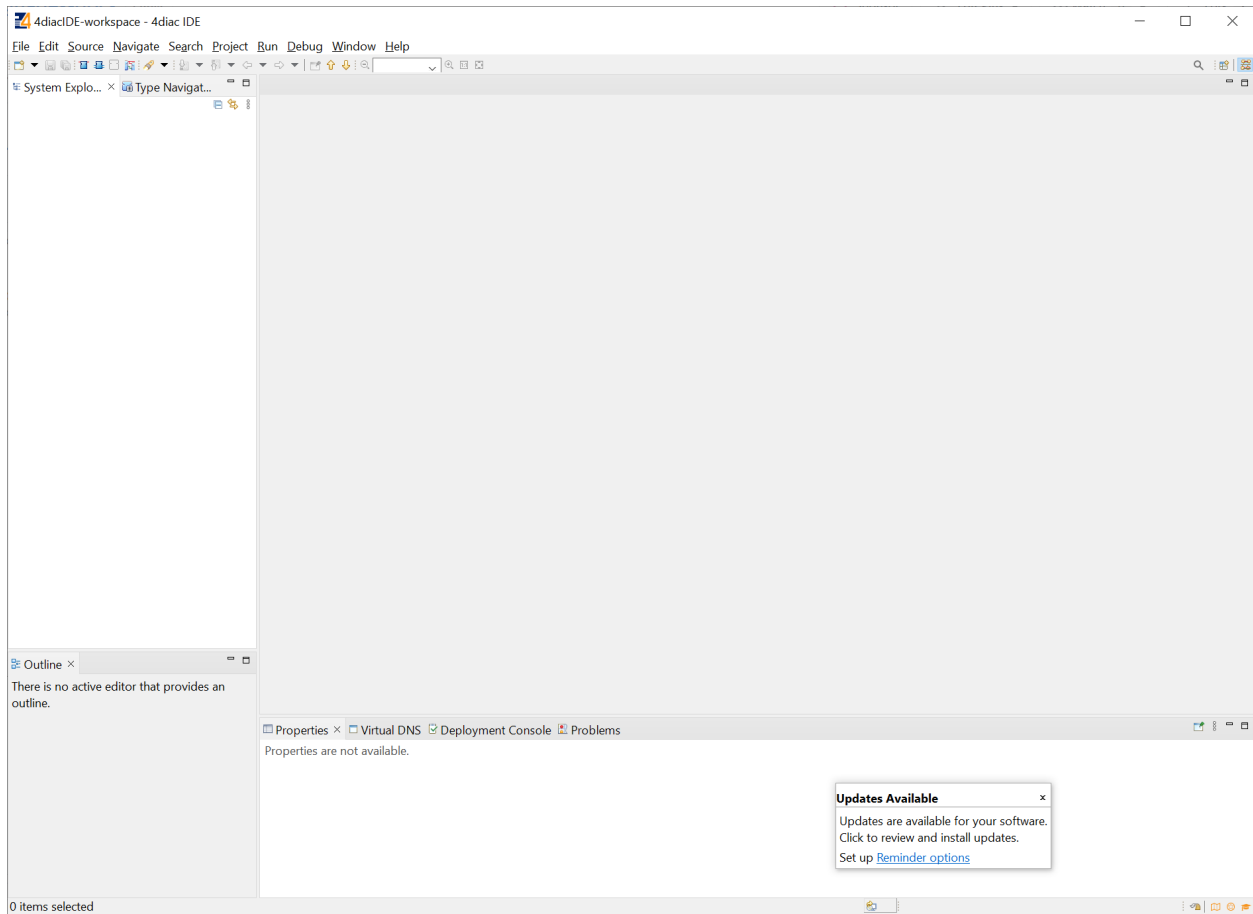 4diacIDE-workspace - 4diac IDE
File Edit Source Navigate Search Project Run Debug Window Help
System Explo... Type Navigat...
Outline
There is no active editor that provides an
outline.
Properties Virtual DNS Deployment Console Problems
Properties are not available.
Updates Available x
Updates are available for your software.
Click to review and install updates.
Set up Reminder options
0 items selected